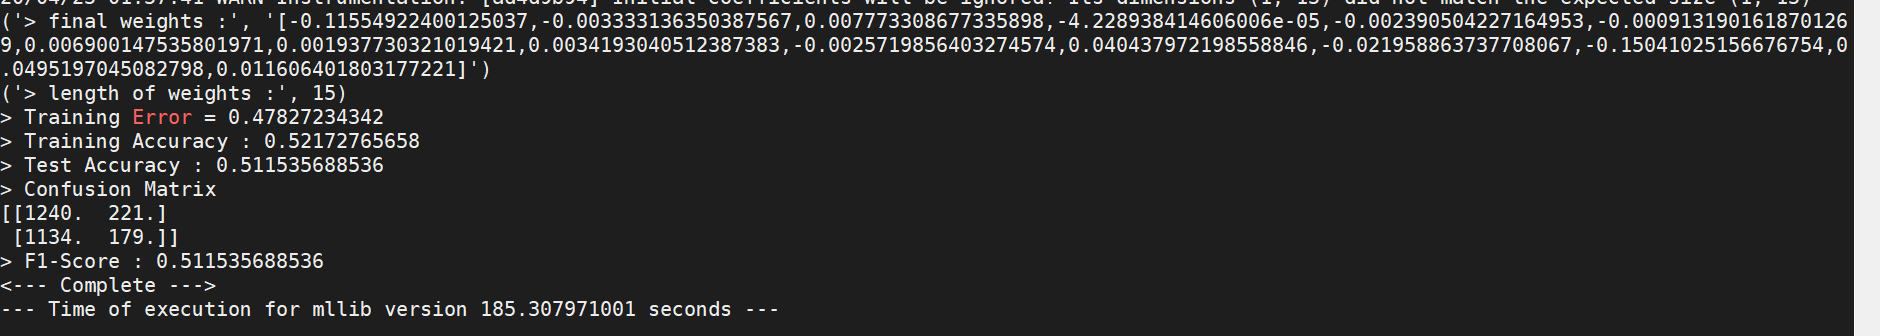 ('> final weights :', '[-0.11554922400125037,-0.003333136350387567,0.007773308677335898,-4.228938414606006e-05,-0.002390504227164953,-0.000913190161870126
9,0.006900147535801971,0.001937730321019421,0.0034193040512387383,-0.0025719856403274574,0.040437972198558846,-0.021958863737708067,-0.15041025156676754,0
.0495197045082798,0.011606401803177221]')
('> length of weights :', 15)
> Training Error = 0.47827234342
> Training Accuracy : 0.52172765658
> Test Accuracy : 0.511535688536
> Confusion Matrix
[[1240.  221.]
 [1134.  179.]]
> F1-Score : 0.511535688536
<--- Complete --->
--- Time of execution for mllib version 185.307971001 seconds ---